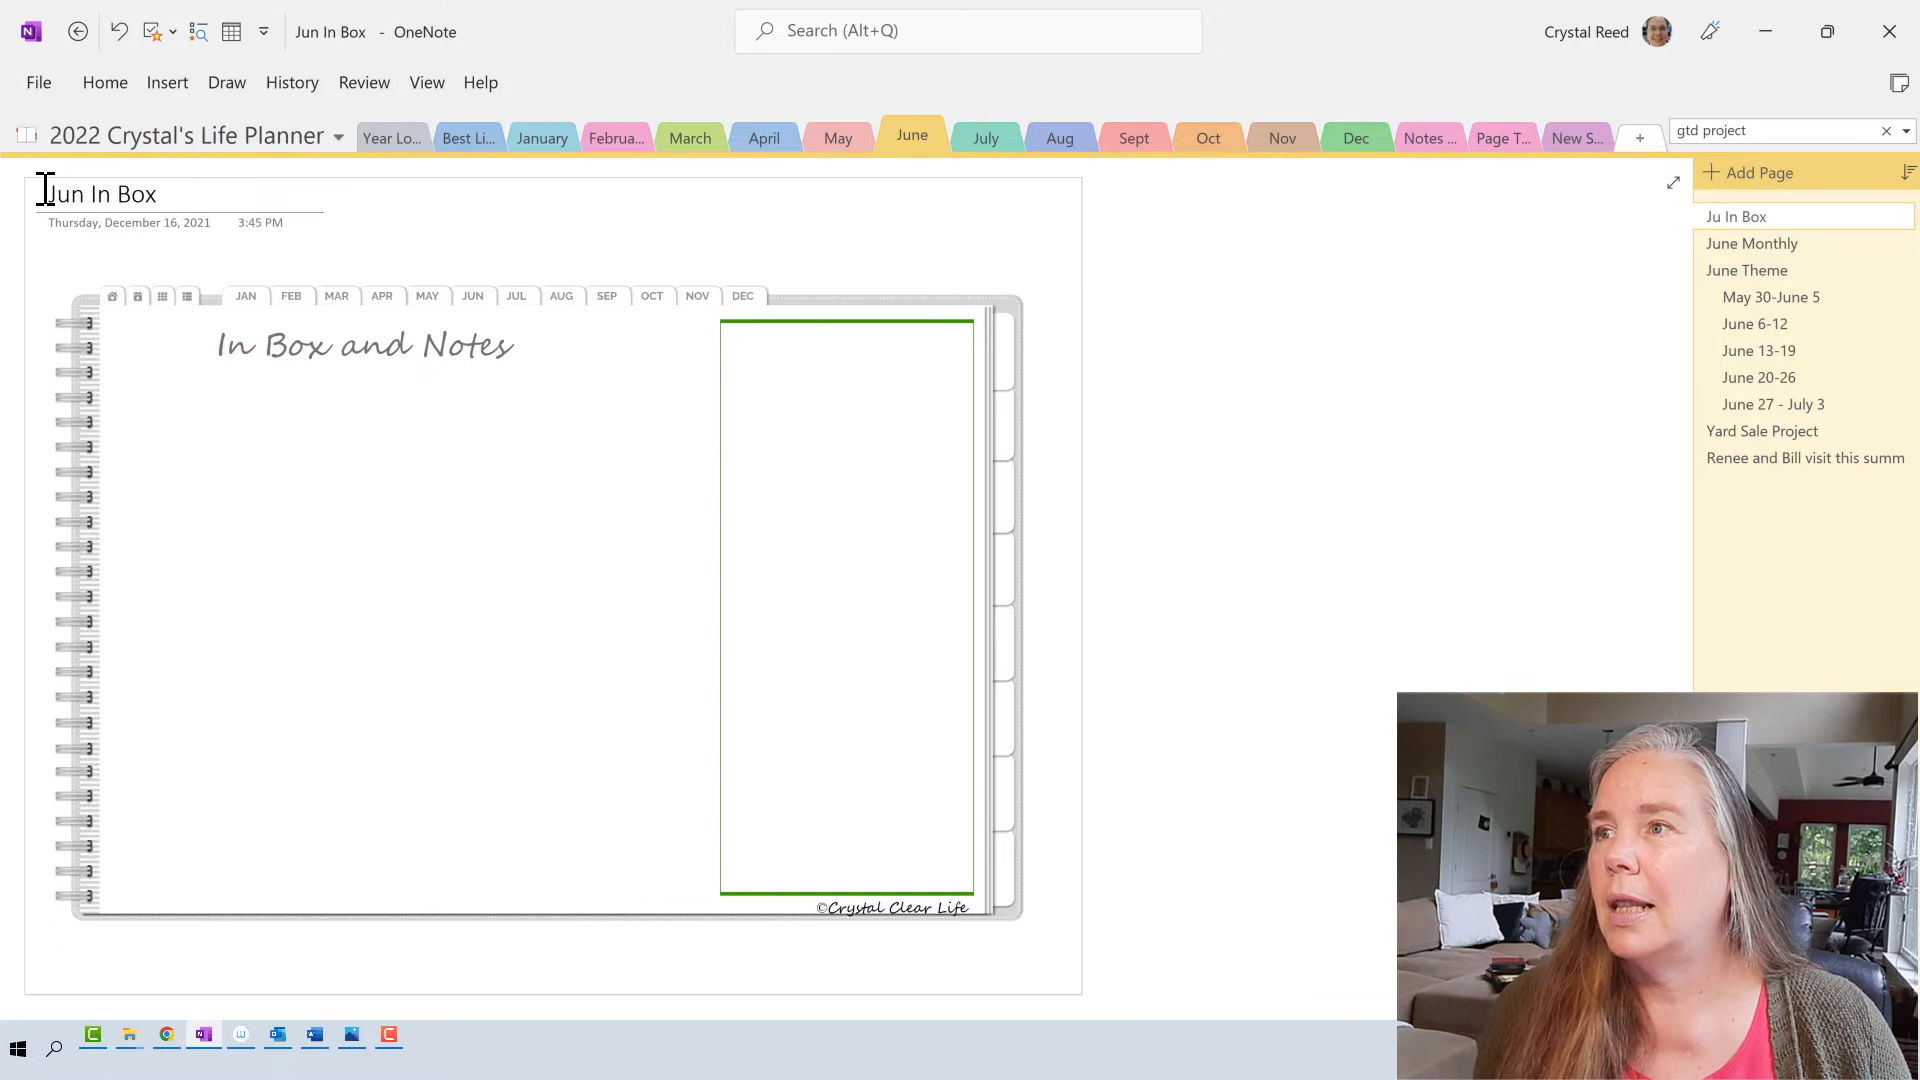 Jun In Box - OneNote
Search (Alt+Q)
Crystal Reed
File Home Insert Draw History Review View Help
2022 Crystal's Life Planner
Year Lo... Best Li... January Februa... March April May June July Aug Sept Oct Nov Dec Notes ... Page T... New S... +
gtd project
Jun In Box
Thursday, December 16, 2021 3:45 PM
JAN FEB MAR APR MAY JUN JUL AUG SEP OCT NOV DEC
In Box and Notes
©Crystal Clear Life
Add Page
Ju In Box
June Monthly
June Theme
May 30-June 5
June 6-12
June 13-19
June 20-26
June 27 - July 3
Yard Sale Project
Renee and Bill visit this summ